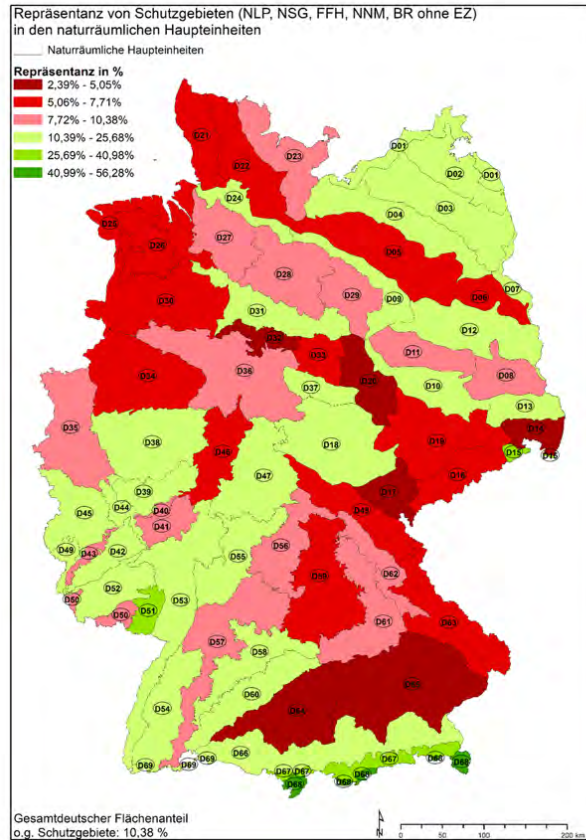 Repräsentanz von Schutzgebieten (NLP, NSG, FFH, NNM, BR ohne EZ)
in den naturräumlichen Haupteinheiten
Naturräumliche Haupteinheiten
Repräsentanz in %
2,39% - 5,05%
5,06% - 7,71%
7,72% - 10,38%
10,39% - 25,68%
25,69% - 40,98%
40,99% - 56,28%
D21
D22
D23
D01
D02
D01
D03
D04
D24
D25
D26
D27
D28
D05
D29
D09
D06
D07
D30
D31
D12
D32
D33
D11
D34
D36
D37
D10
D08
D13
D35
D38
D18
D46
D47
D19
D14
D15
D16
D39
D45
D44
D40
D41
D17
D49
D43
D42
D55
D56
D62
D52
D50
D50
D51
D53
D61
D63
D57
D58
D60
D54
D64
D65
D69
D69
D69
D66
D67
D67
D68
D68
D68
D67
D68
D68
Gesamtdeutscher Flächenanteil
o.g. Schutzgebiete: 10,38 %
N
0 50 100 200 km